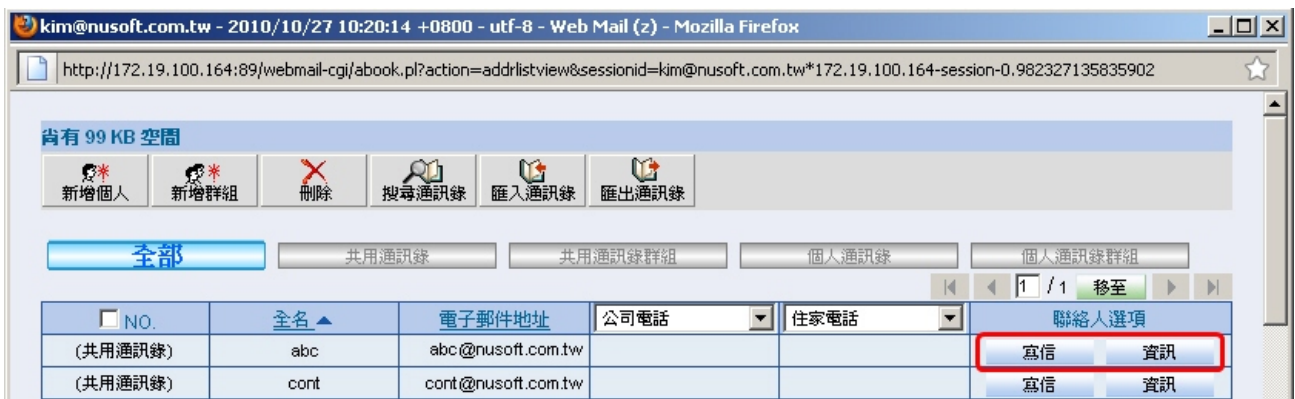 kim@nusoft.com.tw - 2010/10/27 10:20:14 +0800 - utf-8 - Web Mail (z) - Mozilla Firefox
http://172.19.100.164:89/webmail-cgi/abook.pl?action=addrlistview&sessionid=kim@nusoft.com.tw*172.19.100.164-session-0.982327135835902
尚有 99 KB 空間
新增個人 新增群組 刪除 搜尋通訊錄 匯入通訊錄 匯出通訊錄
全部 共用通訊錄 共用通訊錄群組 個人通訊錄 個人通訊錄群組
1 / 1 移至
NO. 全名 電子郵件地址 公司電話 住家電話 聯絡人選項
(共用通訊錄) abc abc@nusoft.com.tw 寫信 資訊
(共用通訊錄) cont cont@nusoft.com.tw 寫信 資訊